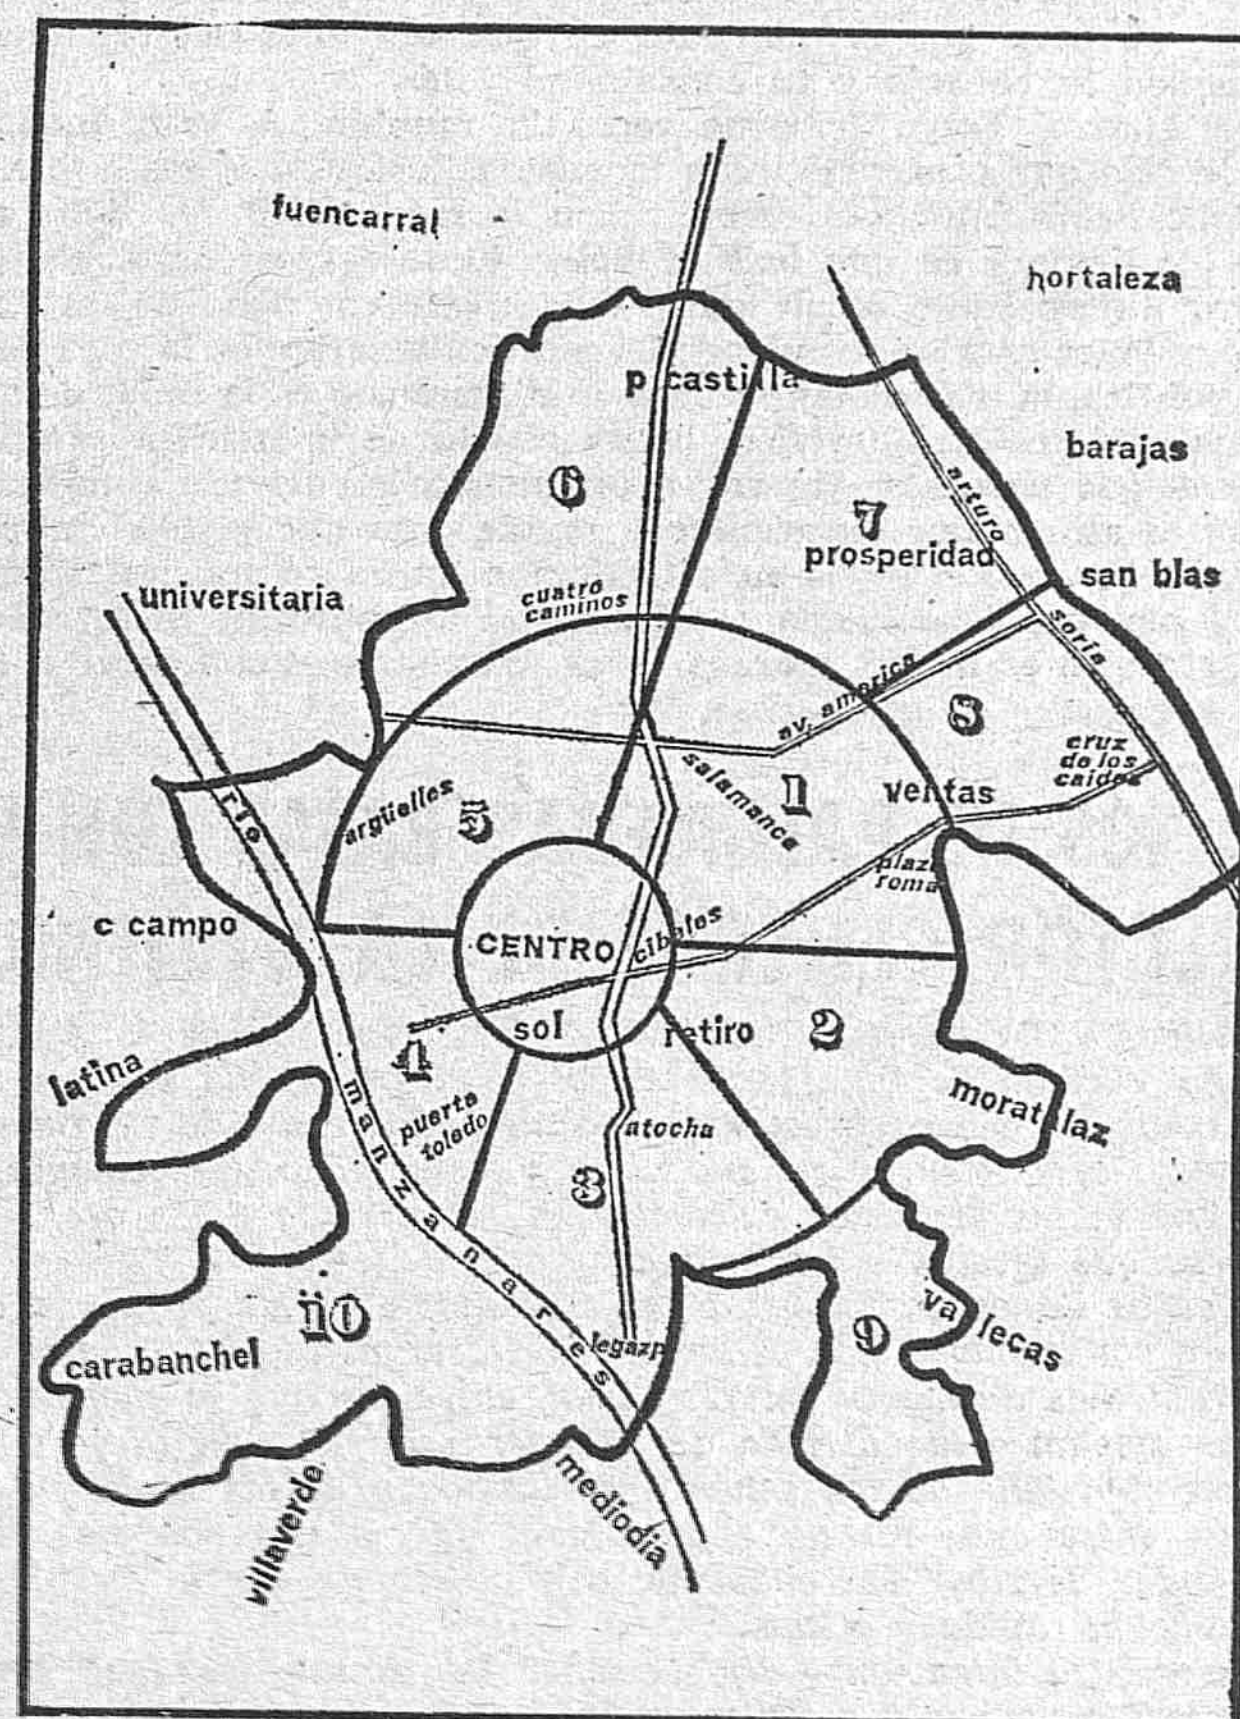 fuencarral
hortaleza
p castilla
barajas
6
7
arturo
prosperidad
san blas
universitaria
cuatro
caminos
soria
av. america
8
salamanca
cruz
de los
caidos
rio
argüelles
5
1
ventas
plaza
roma
c campo
CENTRO
cibeles
sol
retiro
2
4
latina
manzanares
puerta
toledo
atocha
moratalaz
3
10
carabanchel
legazpi
9
vallecas
villaverde
mediodia